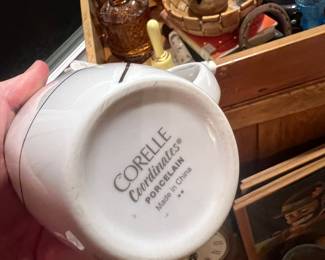 CORELLE
Coordinates®
PORCELAIN
Made in China